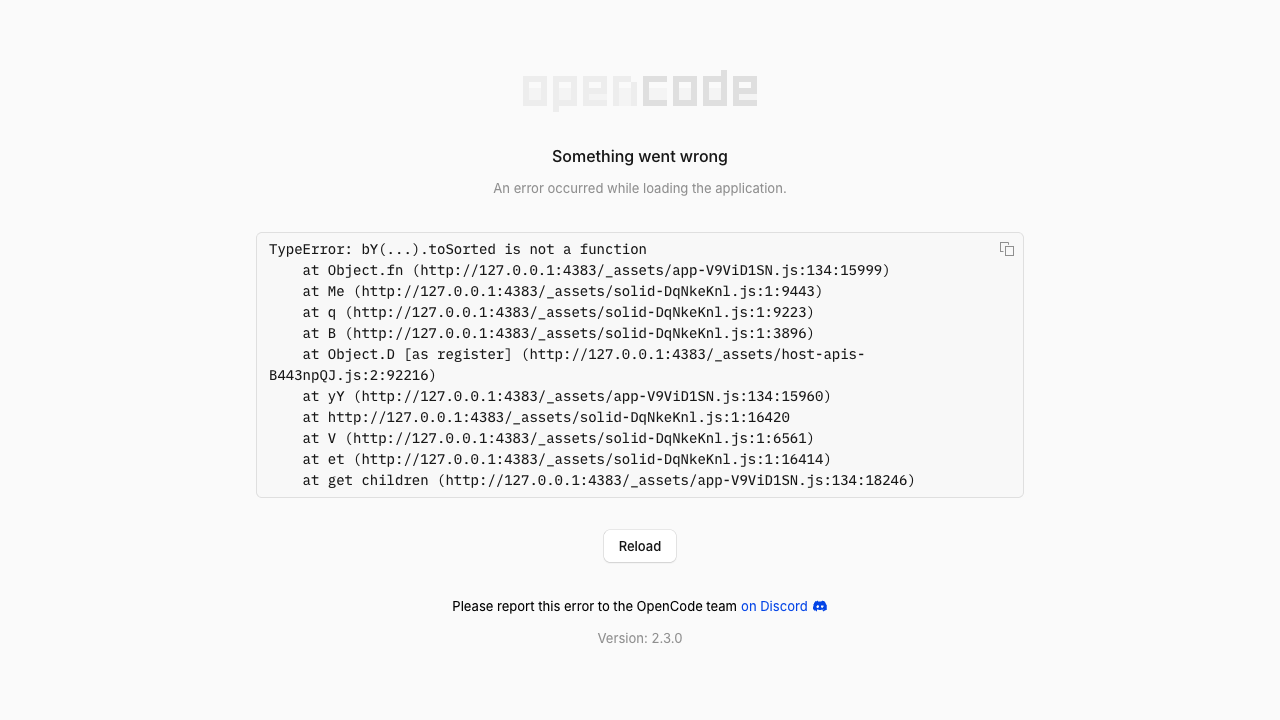 opencode
Something went wrong
An error occurred while loading the application.
TypeError: bY(...).toSorted is not a function
    at Object.fn (http://127.0.0.1:4383/_assets/app-V9ViD1SN.js:134:15999)
    at Me (http://127.0.0.1:4383/_assets/solid-DqNkeKnl.js:1:9443)
    at q (http://127.0.0.1:4383/_assets/solid-DqNkeKnl.js:1:9223)
    at B (http://127.0.0.1:4383/_assets/solid-DqNkeKnl.js:1:3896)
    at Object.D [as register] (http://127.0.0.1:4383/_assets/host-apis-
B443npQJ.js:2:92216)
    at yY (http://127.0.0.1:4383/_assets/app-V9ViD1SN.js:134:15960)
    at http://127.0.0.1:4383/_assets/solid-DqNkeKnl.js:1:16420
    at V (http://127.0.0.1:4383/_assets/solid-DqNkeKnl.js:1:6561)
    at et (http://127.0.0.1:4383/_assets/solid-DqNkeKnl.js:1:16414)
    at get children (http://127.0.0.1:4383/_assets/app-V9ViD1SN.js:134:18246)
Reload
Please report this error to the OpenCode team on Discord
Version: 2.3.0